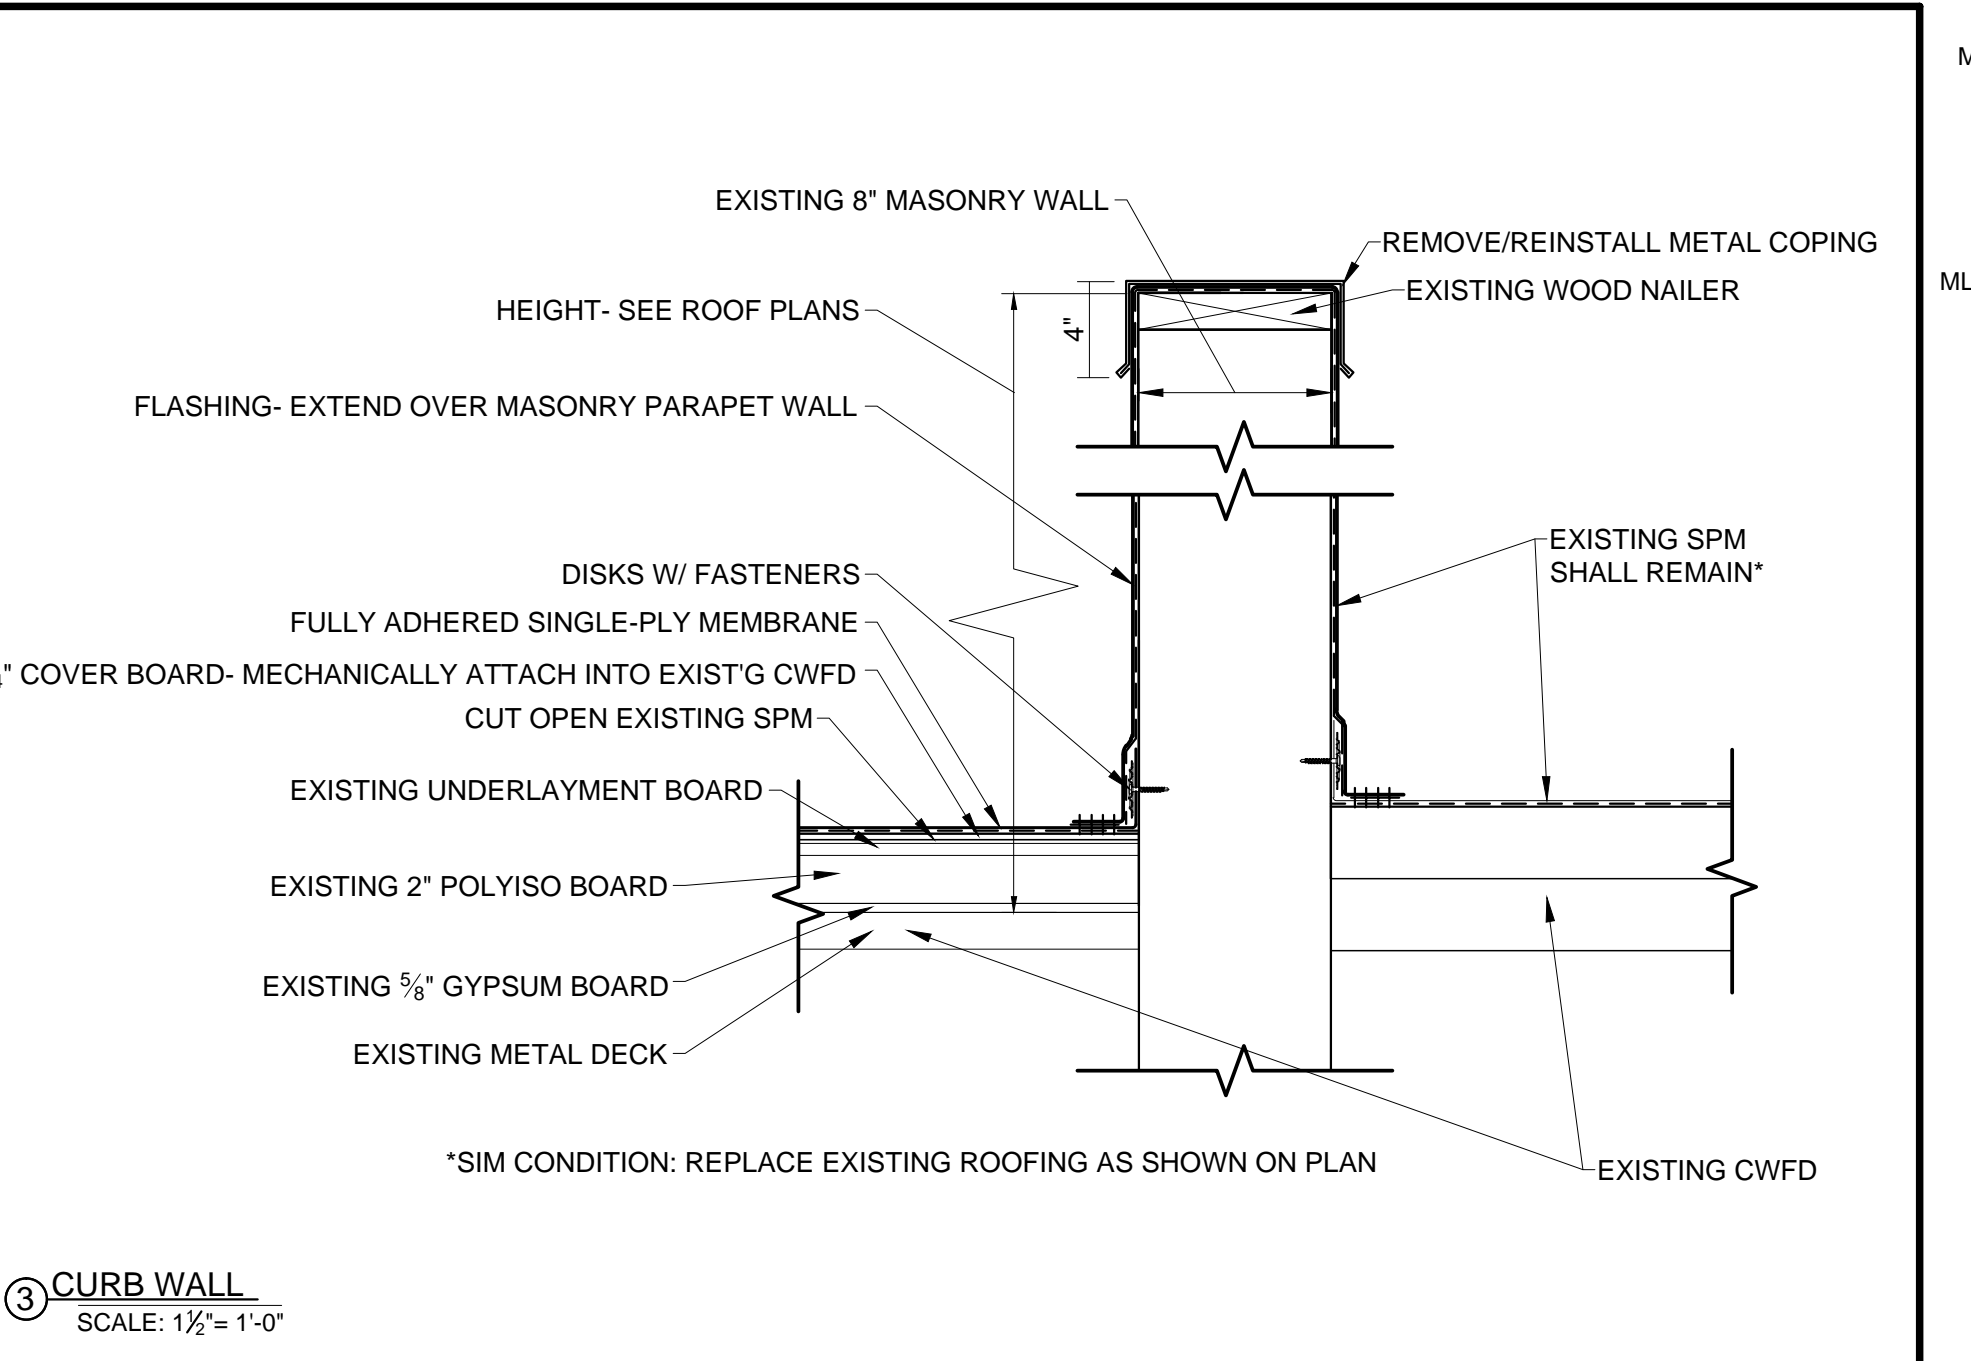 EXISTING 8" MASONRY WALL
REMOVE/REINSTALL METAL COPING
EXISTING WOOD NAILER
HEIGHT- SEE ROOF PLANS
4"
FLASHING- EXTEND OVER MASONRY PARAPET WALL
EXISTING SPM
SHALL REMAIN*
DISKS W/ FASTENERS
FULLY ADHERED SINGLE-PLY MEMBRANE
" COVER BOARD- MECHANICALLY ATTACH INTO EXIST'G CWFD
CUT OPEN EXISTING SPM
EXISTING UNDERLAYMENT BOARD
EXISTING 2" POLYISO BOARD
EXISTING 5⁄8" GYPSUM BOARD
EXISTING METAL DECK
*SIM CONDITION: REPLACE EXISTING ROOFING AS SHOWN ON PLAN
EXISTING CWFD
3 CURB WALL
SCALE: 1½"= 1'-0"
ML